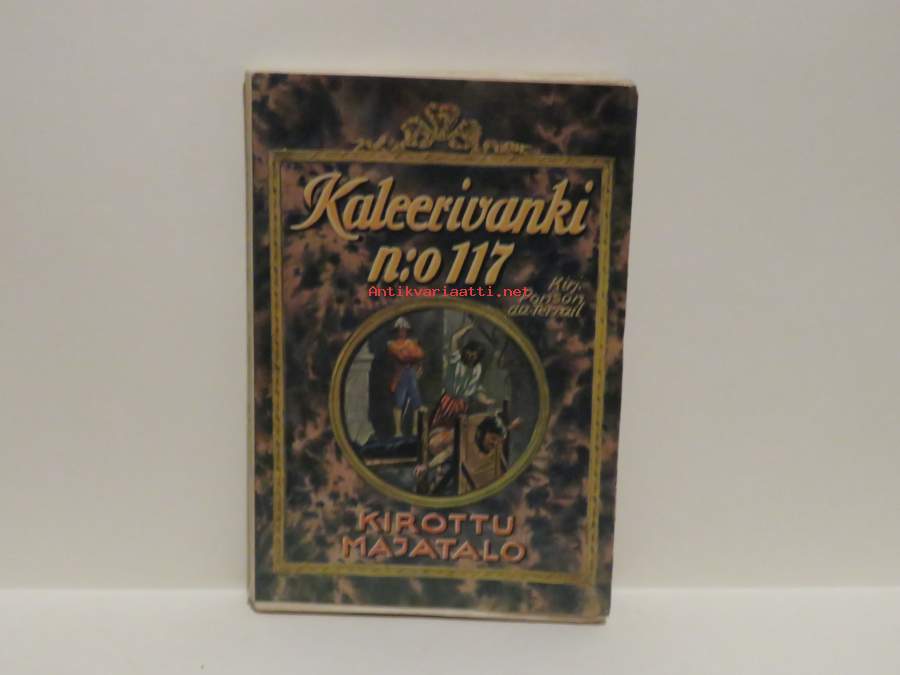 Kaleerivanki
n:o 117
Antikvariaatti.net
Kirj.
Ponson
du Terrail
KIROTTU
MAJATALO